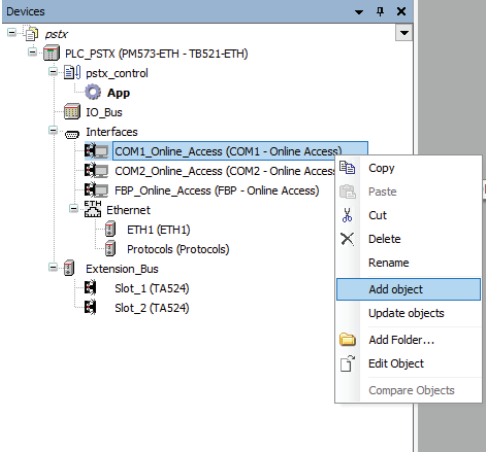 Devices
pstx
PLC_PSTX (PM573-ETH - TB521-ETH)
pstx_control
App
IO_Bus
Interfaces
COM1_Online_Access (COM1 - Online Access)
COM2_Online_Access (COM2 - Online Access
FBP_Online_Access (FBP - Online Access)
ETH
Ethernet
ETH1 (ETH1)
Protocols (Protocols)
Extension_Bus
Slot_1 (TA524)
Slot_2 (TA524)
Copy
Paste
Cut
Delete
Rename
Add object
Update objects
Add Folder...
Edit Object
Compare Objects